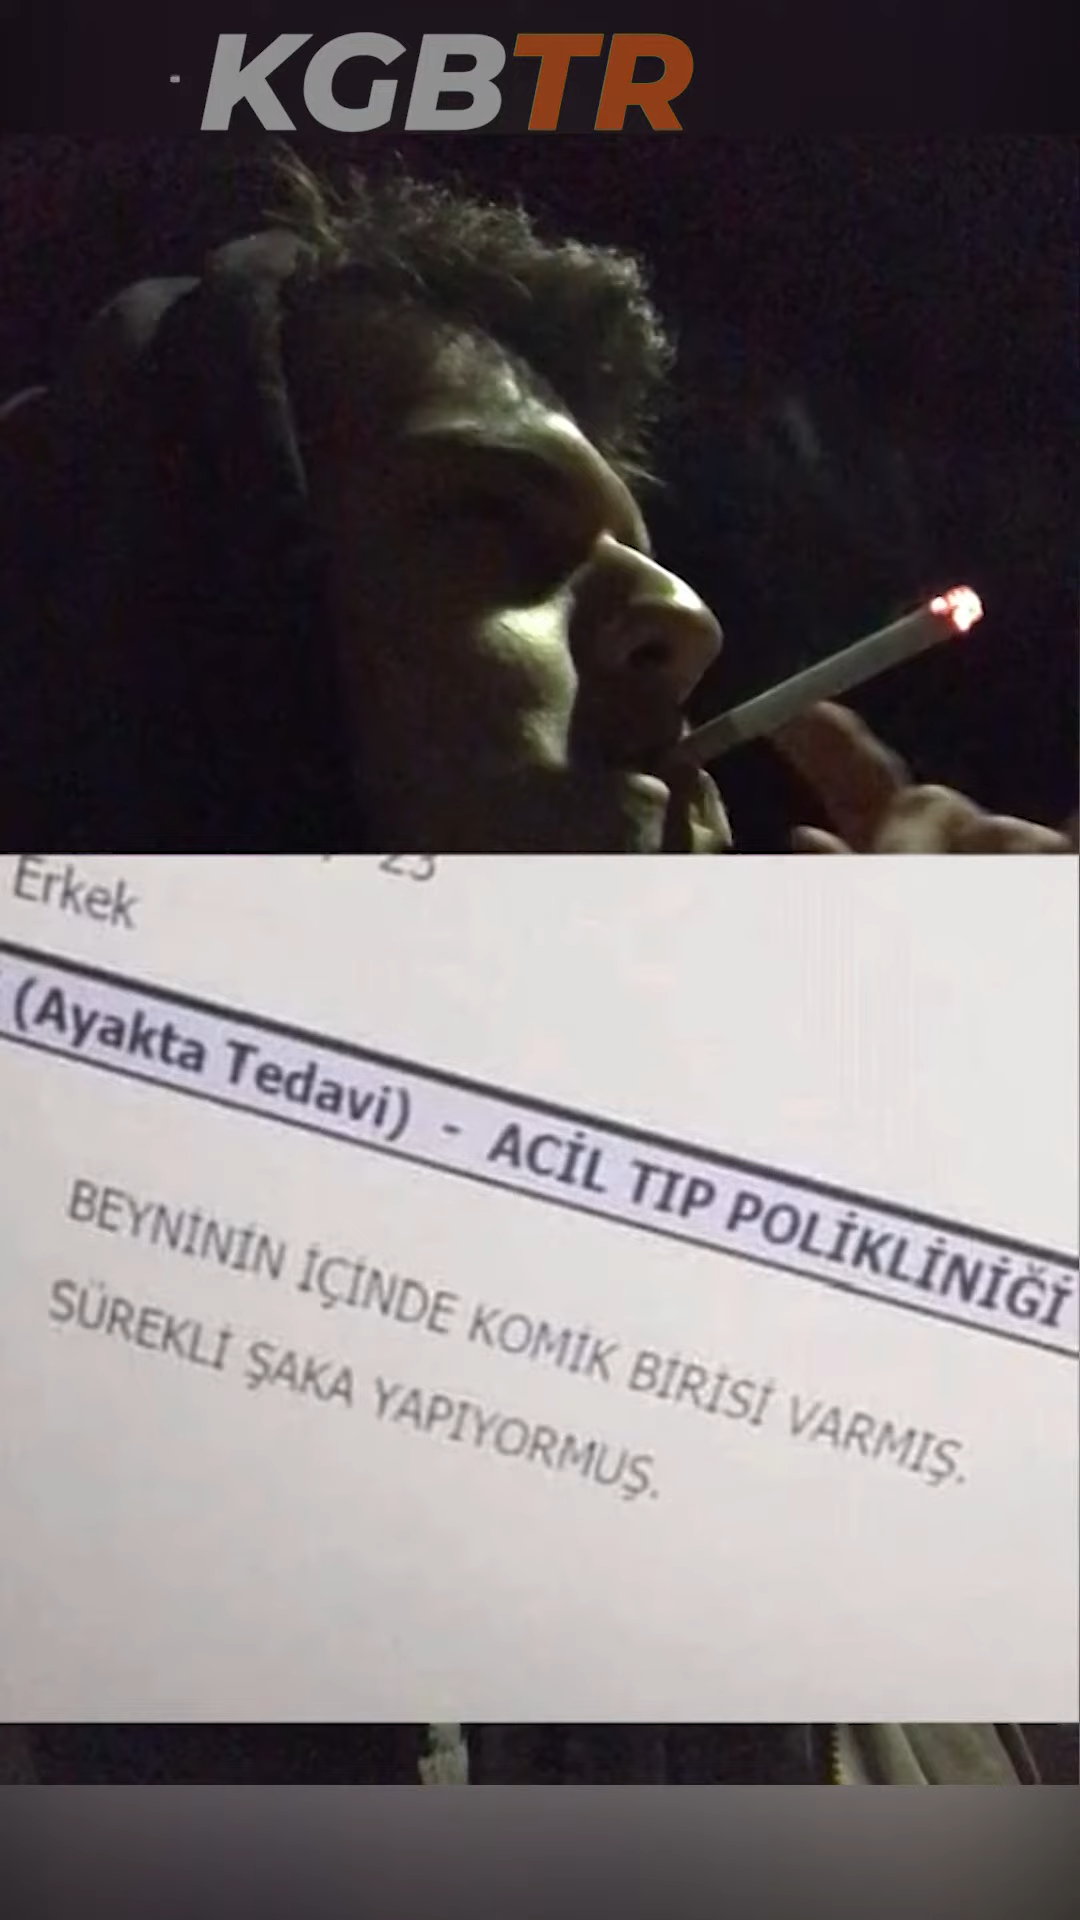 KGBTR
Erkek
(Ayakta Tedavi) - ACİL TIP POLİKLİNİĞİ
BEYNİNİN İÇİNDE KOMİK BİRİSİ VARMIŞ.
SÜREKLİ ŞAKA YAPIYORMUŞ.